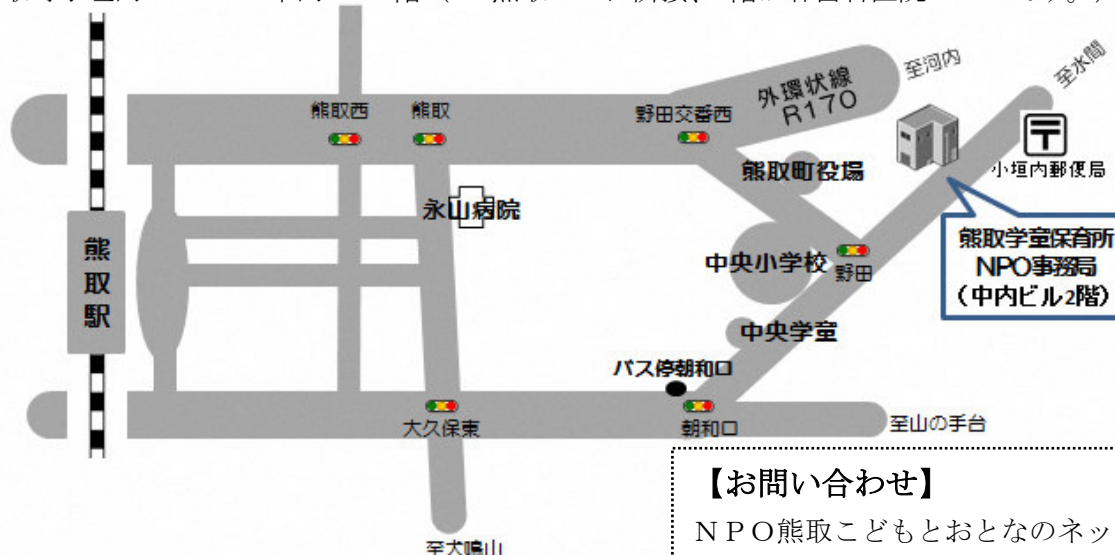 至河内
至水間
外環状線
R170
熊取西
熊取
野田交番西
熊取町役場
小垣内郵便局
永山病院
熊取駅
熊取学童保育所
NPO事務局
(中内ビル2階)
中央小学校
野田
中央学童
バス停朝和口
大久保東
朝和口
至山の手台
【お問い合わせ】
NPO熊取こどもとおとなのネッ
至犬鳴山